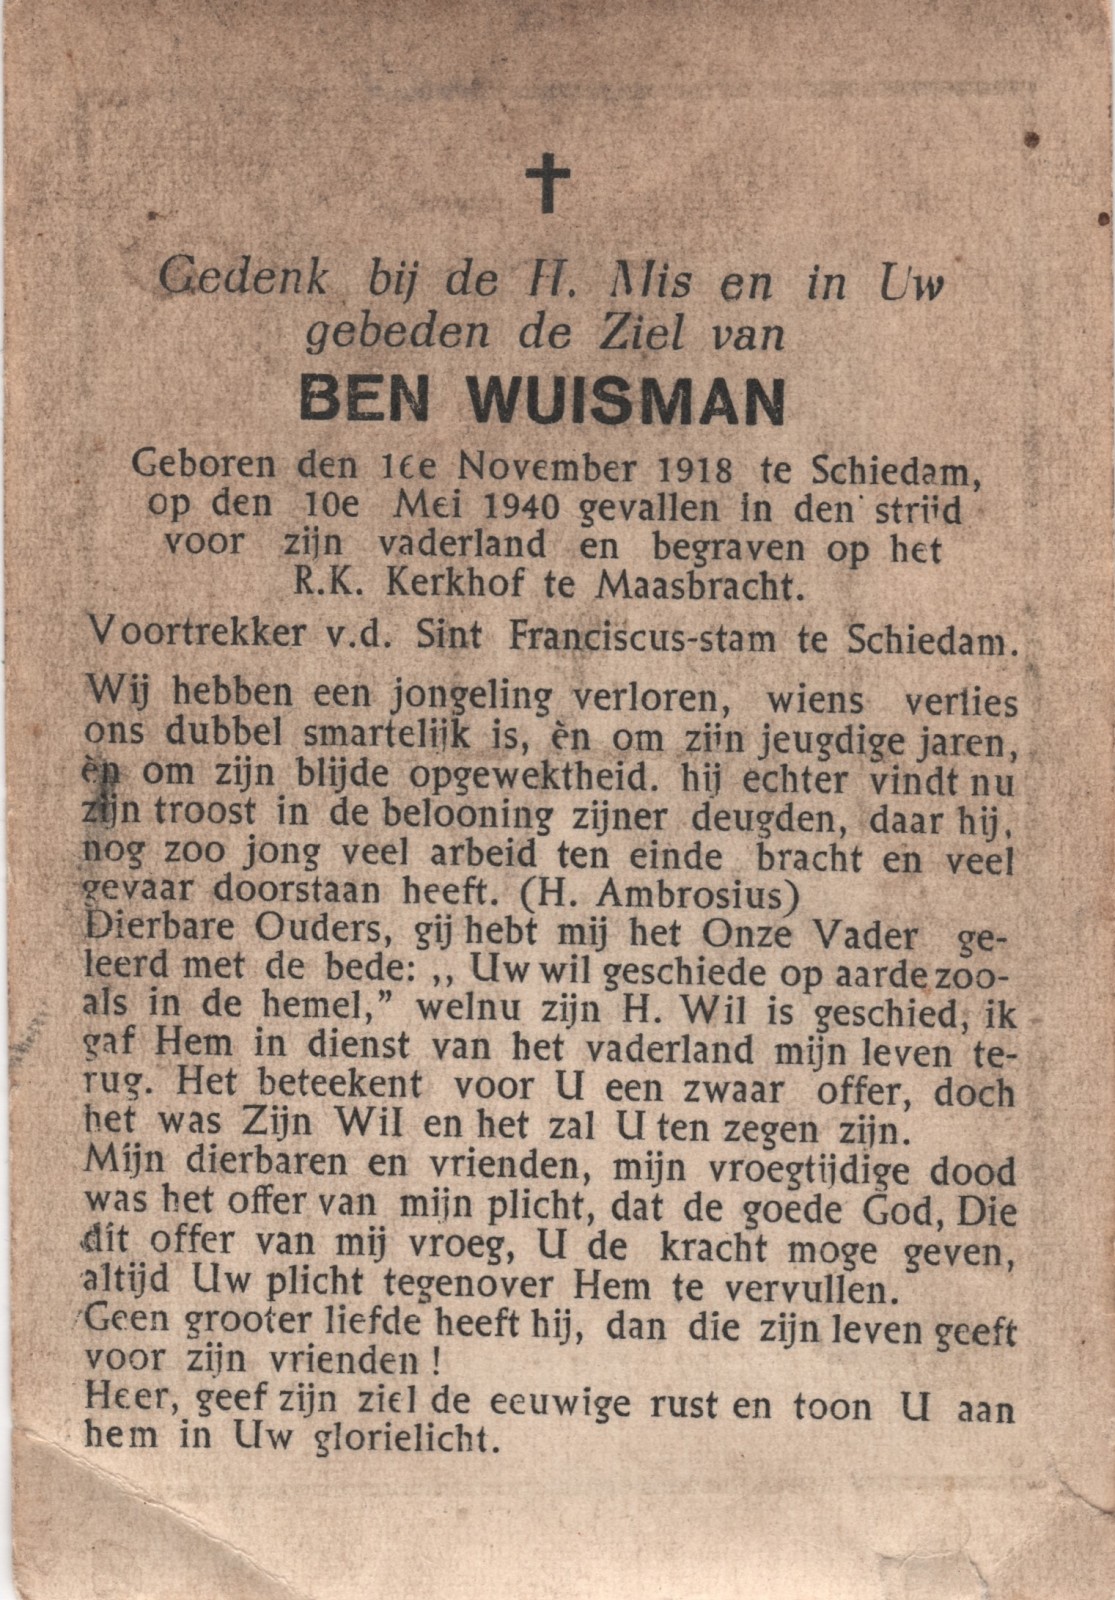 Gedenk bij de H. Mis en in Uw
gebeden de Ziel van
BEN WUISMAN
Geboren den 16e November 1918 te Schiedam,
op den 10e Mei 1940 gevallen in den strijd
voor zijn vaderland en begraven op het
R.K. Kerkhof te Maasbracht.
Voortrekker v.d. Sint Franciscus-stam te Schiedam.
Wij hebben een jongeling verloren, wiens verlies
ons dubbel smartelijk is, èn om zijn jeugdige jaren,
èn om zijn blijde opgewektheid. hij echter vindt nu
zijn troost in de belooning zijner deugden, daar hij,
nog zoo jong veel arbeid ten einde bracht en veel
gevaar doorstaan heeft. (H. Ambrosius)
Dierbare Ouders, gij hebt mij het Onze Vader ge-
leerd met de bede: ,, Uw wil geschiede op aarde zoo-
als in de hemel,” welnu zijn H. Wil is geschied, ik
gaf Hem in dienst van het vaderland mijn leven te-
rug. Het beteekent voor U een zwaar offer, doch
het was Zijn Wil en het zal U ten zegen zijn.
Mijn dierbaren en vrienden, mijn vroegtijdige dood
was het offer van mijn plicht, dat de goede God, Die
dit offer van mij vroeg, U de kracht moge geven,
altijd Uw plicht tegenover Hem te vervullen.
Geen grooter liefde heeft hij, dan die zijn leven geeft
voor zijn vrienden !
Heer, geef zijn ziel de eeuwige rust en toon U aan
hem in Uw glorielicht.